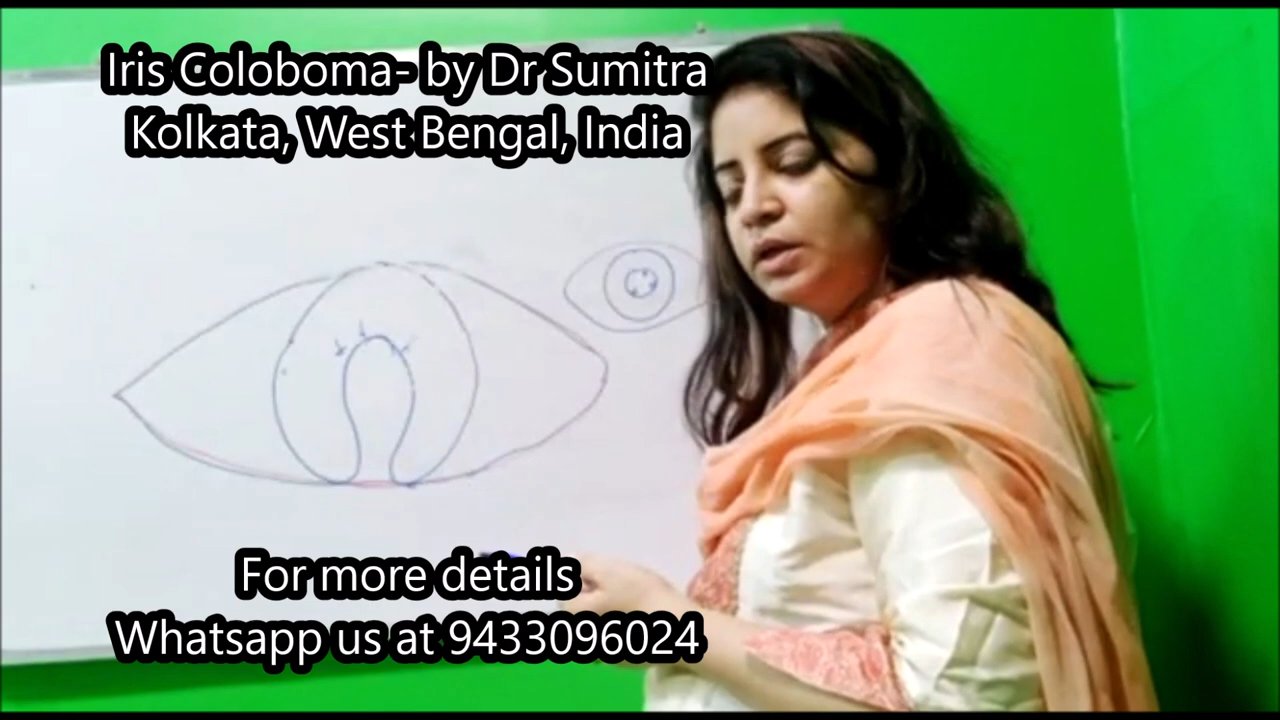 Iris Coloboma- by Dr Sumitra
Kolkata, West Bengal, India
For more details
Whatsapp us at 9433096024